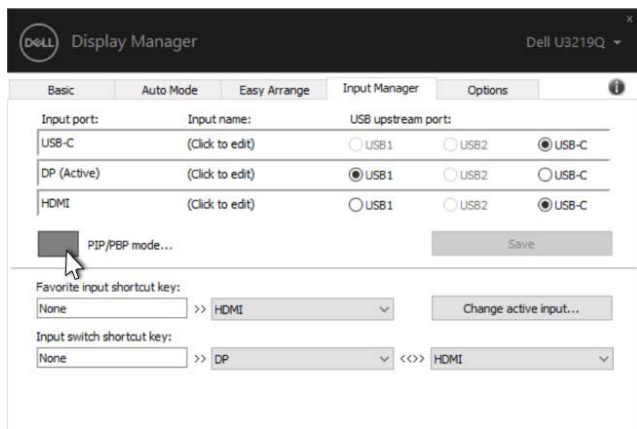 x
DELL Display Manager Dell U3219Q
Basic Auto Mode Easy Arrange Input Manager Options i
Input port: Input name: USB upstream port:
USB-C (Click to edit) USB1 USB2 USB-C
DP (Active) (Click to edit) USB1 USB2 USB-C
HDMI (Click to edit) USB1 USB2 USB-C
PIP/PBP mode... Save
Favorite input shortcut key:
None >> HDMI Change active input...
Input switch shortcut key:
None >> DP <<>> HDMI